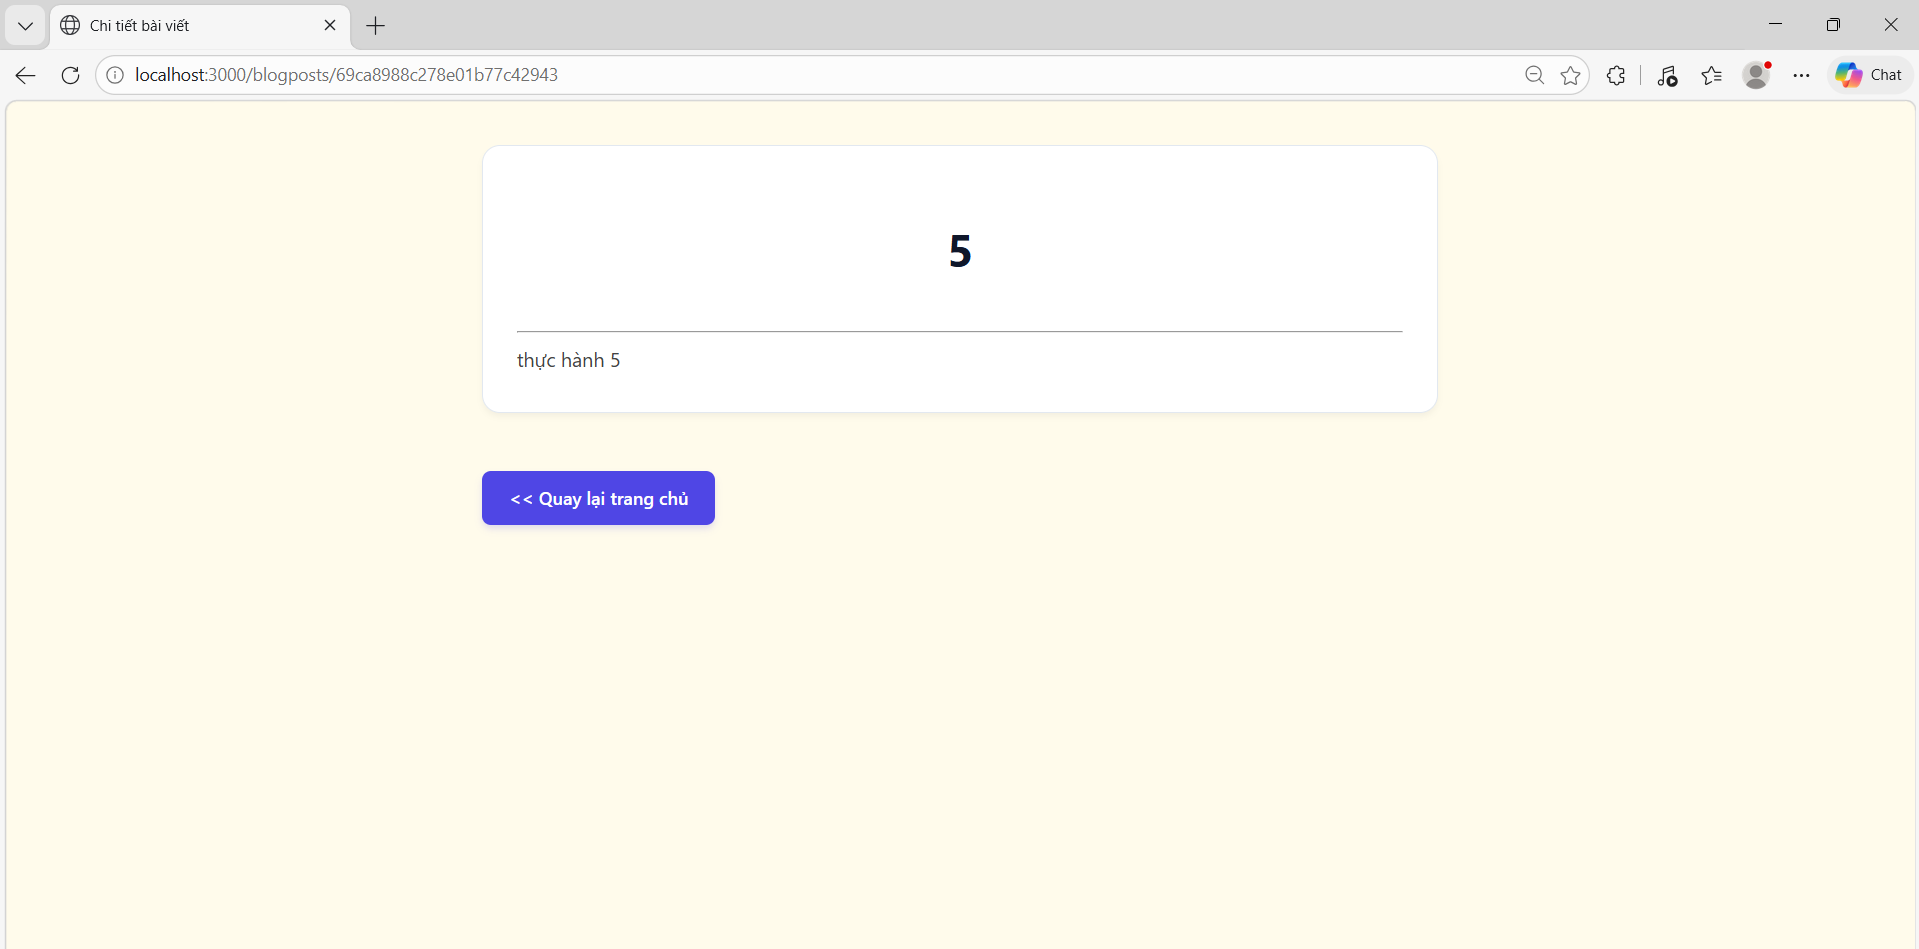 Chi tiết bài viết
localhost:3000/blogposts/69ca8988c278e01b77c42943
Chat
5
thực hành 5
<< Quay lại trang chủ